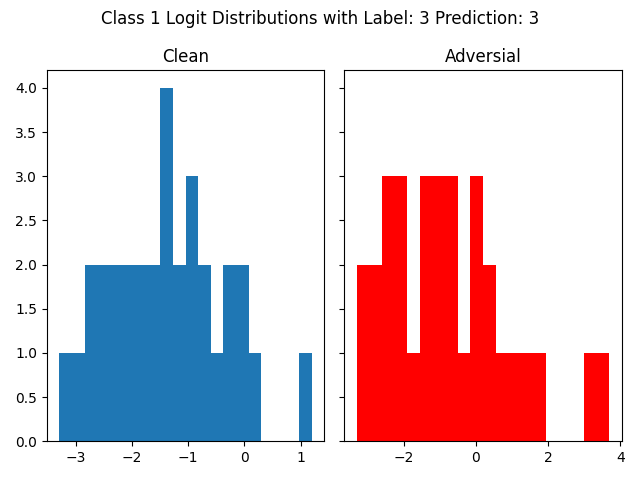 Class 1 Logit Distributions with Label: 3 Prediction: 3
Clean
Adversial
4.0
3.5
3.0
2.5
2.0
1.5
1.0
0.5
0.0
−3 −2 −1 0 1
−2 0 2 4